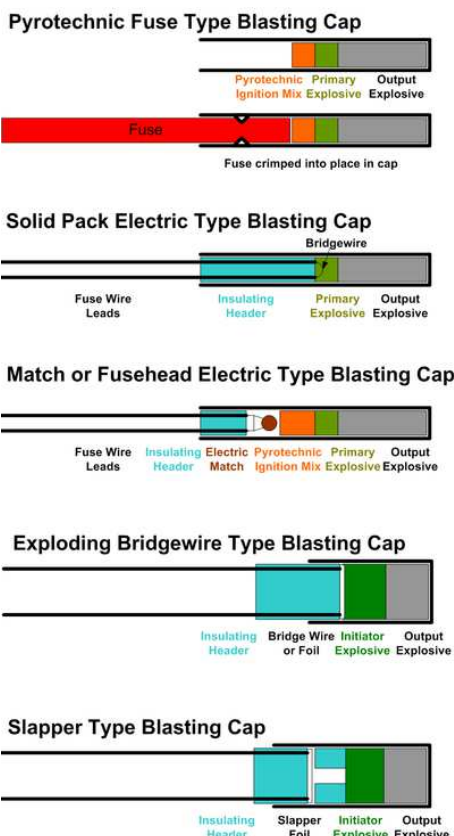 Pyrotechnic Fuse Type Blasting Cap
Pyrotechnic Primary Output
Ignition Mix Explosive Explosive
Fuse
Fuse crimped into place in cap
Solid Pack Electric Type Blasting Cap
Bridgewire
Fuse Wire Insulating Primary Output
Leads Header Explosive Explosive
Match or Fusehead Electric Type Blasting Cap
Fuse Wire Insulating Electric Pyrotechnic Primary Output
Leads Header Match Ignition Mix Explosive Explosive
Exploding Bridgewire Type Blasting Cap
Insulating Bridge Wire Initiator Output
Header or Foil Explosive Explosive
Slapper Type Blasting Cap
Insulating Slapper Initiator Output
Header Foil Explosive Explosive